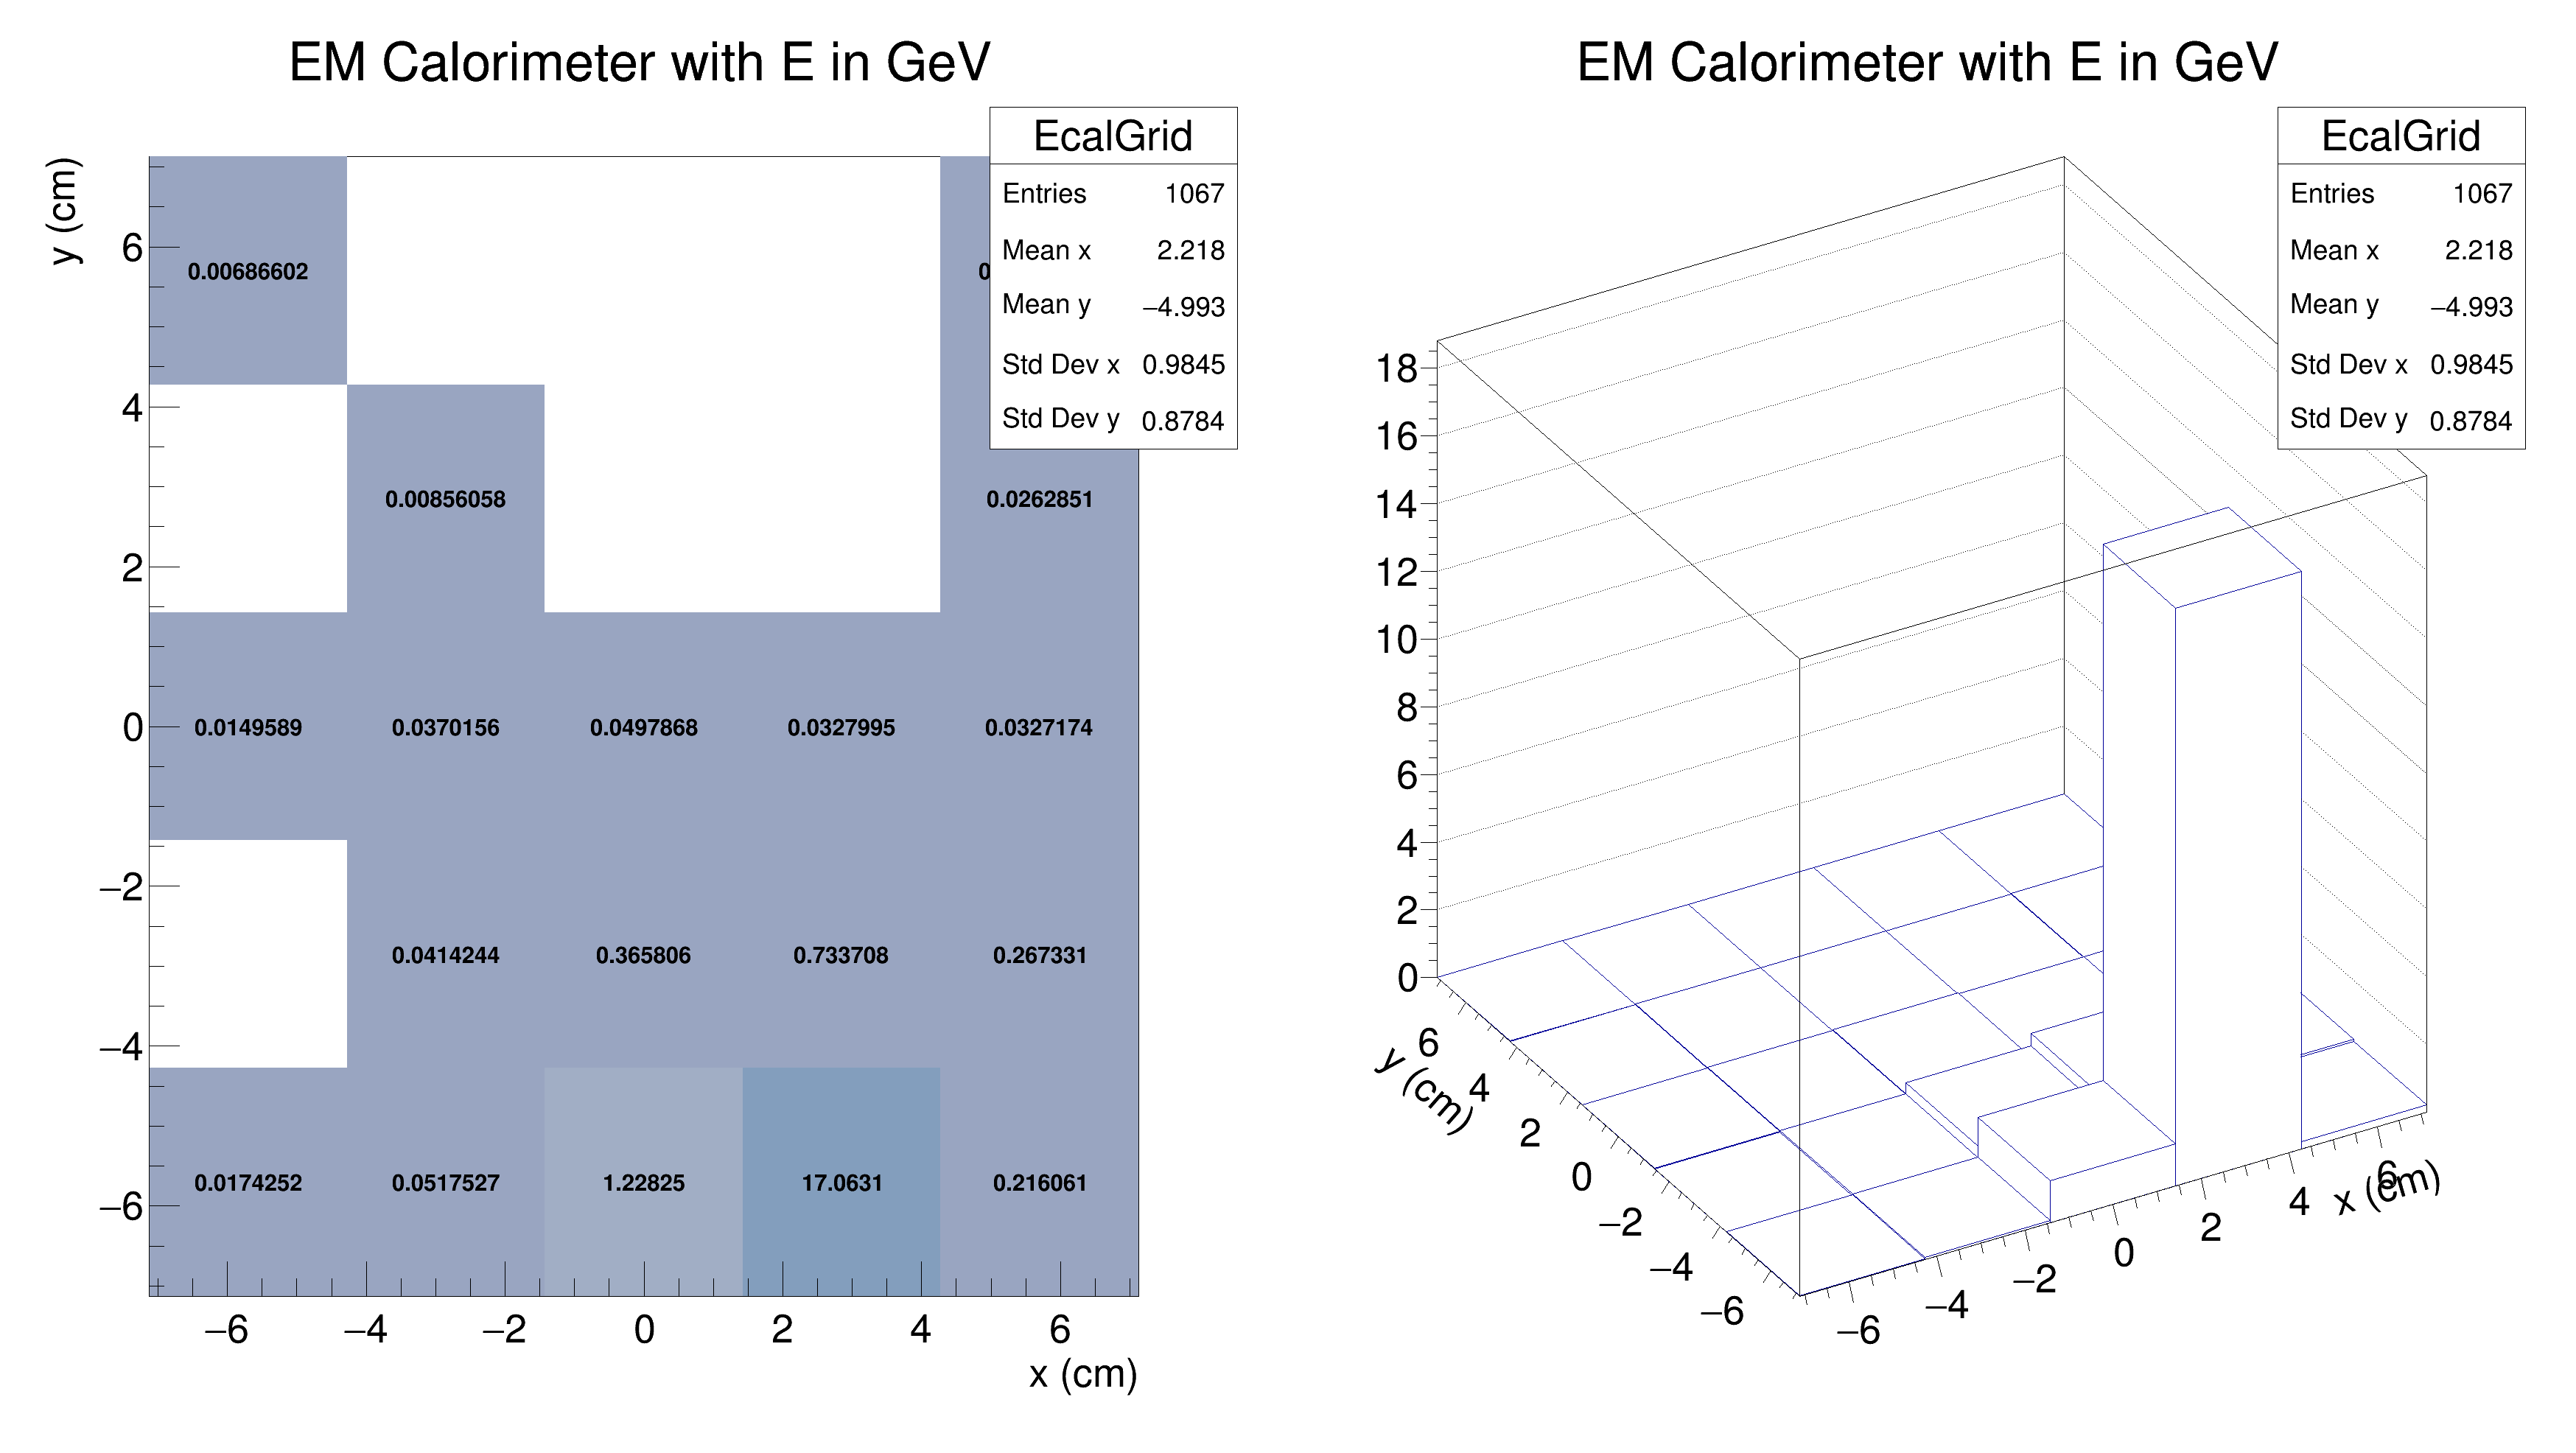 EM Calorimeter with E in GeV
EcalGrid
Entries 1067
Mean x 2.218
Mean y −4.993
Std Dev x 0.9845
Std Dev y 0.8784
y (cm)
6
4
2
0
−2
−4
−6
0.00686602
0.00856058 0.0262851
0.0149589 0.0370156 0.0497868 0.0327995 0.0327174
0.0414244 0.365806 0.733708 0.267331
0.0174252 0.0517527 1.22825 17.0631 0.216061
−6 −4 −2 0 2 4 6
x (cm)
EM Calorimeter with E in GeV
EcalGrid
Entries 1067
Mean x 2.218
Mean y −4.993
Std Dev x 0.9845
Std Dev y 0.8784
18
16
14
12
10
8
6
4
2
0
y (cm)
6
4
2
0
−2
−4
−6
−6 −4 −2 0 2 4 6
x (cm)